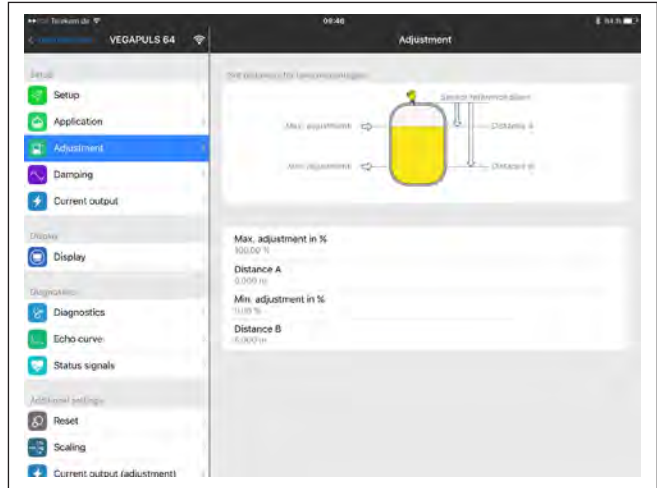 Telekom.de
09:46
VEGAPULS 64
Adjustment
Setup
Setup
Application
Adjustment
Damping
Current output
Display
Display
Diagnostics
Diagnostics
Echo curve
Status signals
Additional settings
Reset
Scaling
Current output (adjustment)
Sensor reference plane
Max. adjustment
Distance A
Min. adjustment
Distance B
Max. adjustment in %
100.00 %
Distance A
0.000 m
Min. adjustment in %
0.00 %
Distance B